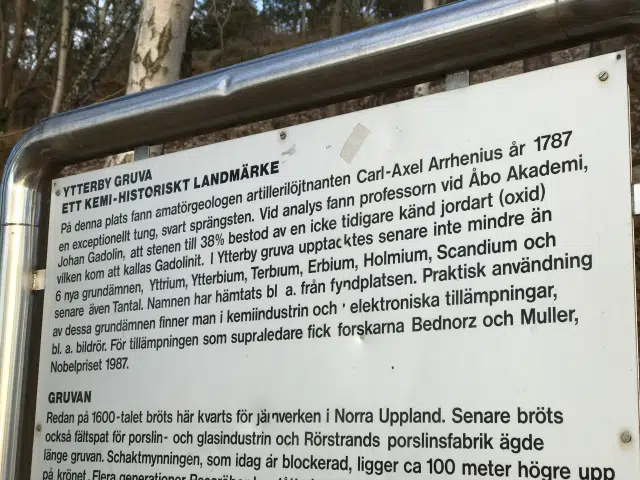 YTTERBY GRUVA
ETT KEMI-HISTORISKT LANDMÄRKE
På denna plats fann amatörgeologen artillerilöjtnanten Carl-Axel Arrhenius år 1787
en exceptionellt tung, svart sprängsten. Vid analys fann professorn vid Åbo Akademi,
Johan Gadolin, att stenen till 38% bestod av en icke tidigare känd jordart (oxid)
vilken kom att kallas Gadolinit. I Ytterby gruva upptacktes senare inte mindre än
6 nya grundämnen, Yttrium, Ytterbium, Terbium, Erbium, Holmium, Scandium och
senare även Tantal. Namnen har hämtats bl a. från fyndplatsen. Praktisk användning
av dessa grundämnen finner man i kemiindustrin och elektroniska tillämpningar,
bl. a. bildrör. För tillämpningen som supraledare fick forskarna Bednorz och Muller,
Nobelpriset 1987.
GRUVAN
Redan på 1600-talet bröts här kvarts för järnverken i Norra Uppland. Senare bröts
också fältspat för porslin- och glasindustrin och Rörstrands porslinsfabrik ägde
länge gruvan. Schaktmynningen, som idag är blockerad, ligger ca 100 meter högre upp
på krönet. Flera generationer